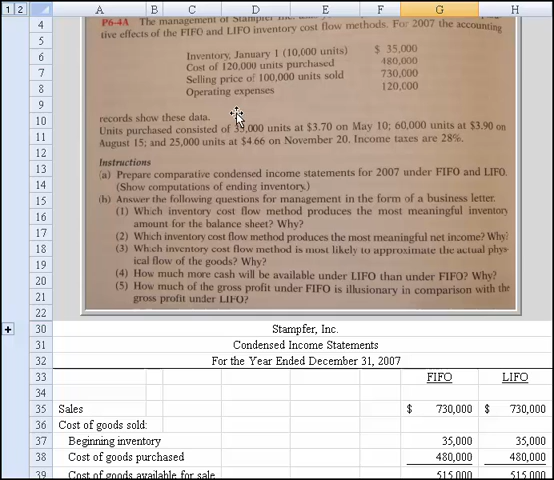 1 2
A B C D E F G H
4 P6-4A The management of Stampfer Inc.
5 tive effects of the FIFO and LIFO inventory cost flow methods. For 2007 the accounting
6 Inventory, January 1 (10,000 units) $ 35,000
7 Cost of 120,000 units purchased 480,000
Selling price of 100,000 units sold 730,000
8 Operating expenses 120,000
9
10 records show these data.
11 Units purchased consisted of 35,000 units at $3.70 on May 10; 60,000 units at $3.90 on
12 August 15; and 25,000 units at $4 66 on November 20. Income taxes are 28%.
13 Instructions
(a) Prepare comparative condensed income statements for 2007 under FIFO and LIFO.
14 (Show computations of ending inventory.)
15 (b) Answer the following questions for management in the form of a business letter.
16 (1) Which inventory cost flow method produces the most meaningful inventory
amount for the balance sheet? Why?
17 (2) Which inventory cost flow method produces the most meaningful net income? Why?
18 (3) Which inventory cost flow method is most likely to approximate the actual phys-
19 ical flow of the goods? Why?
20 (4) How much more cash will be available under LIFO than under FIFO? Why?
21 (5) How much of the gross profit under FIFO is illusionary in comparison with the
gross profit under LIFO?
22
30 Stampfer, Inc.
31 Condensed Income Statements
32 For the Year Ended December 31, 2007
33 FIFO LIFO
34
35 Sales $ 730,000 $ 730,000
36 Cost of goods sold:
37 Beginning inventory 35,000 35,000
38 Cost of goods purchased 480,000 480,000
39 Cost of goods available for sale 515,000 515,000